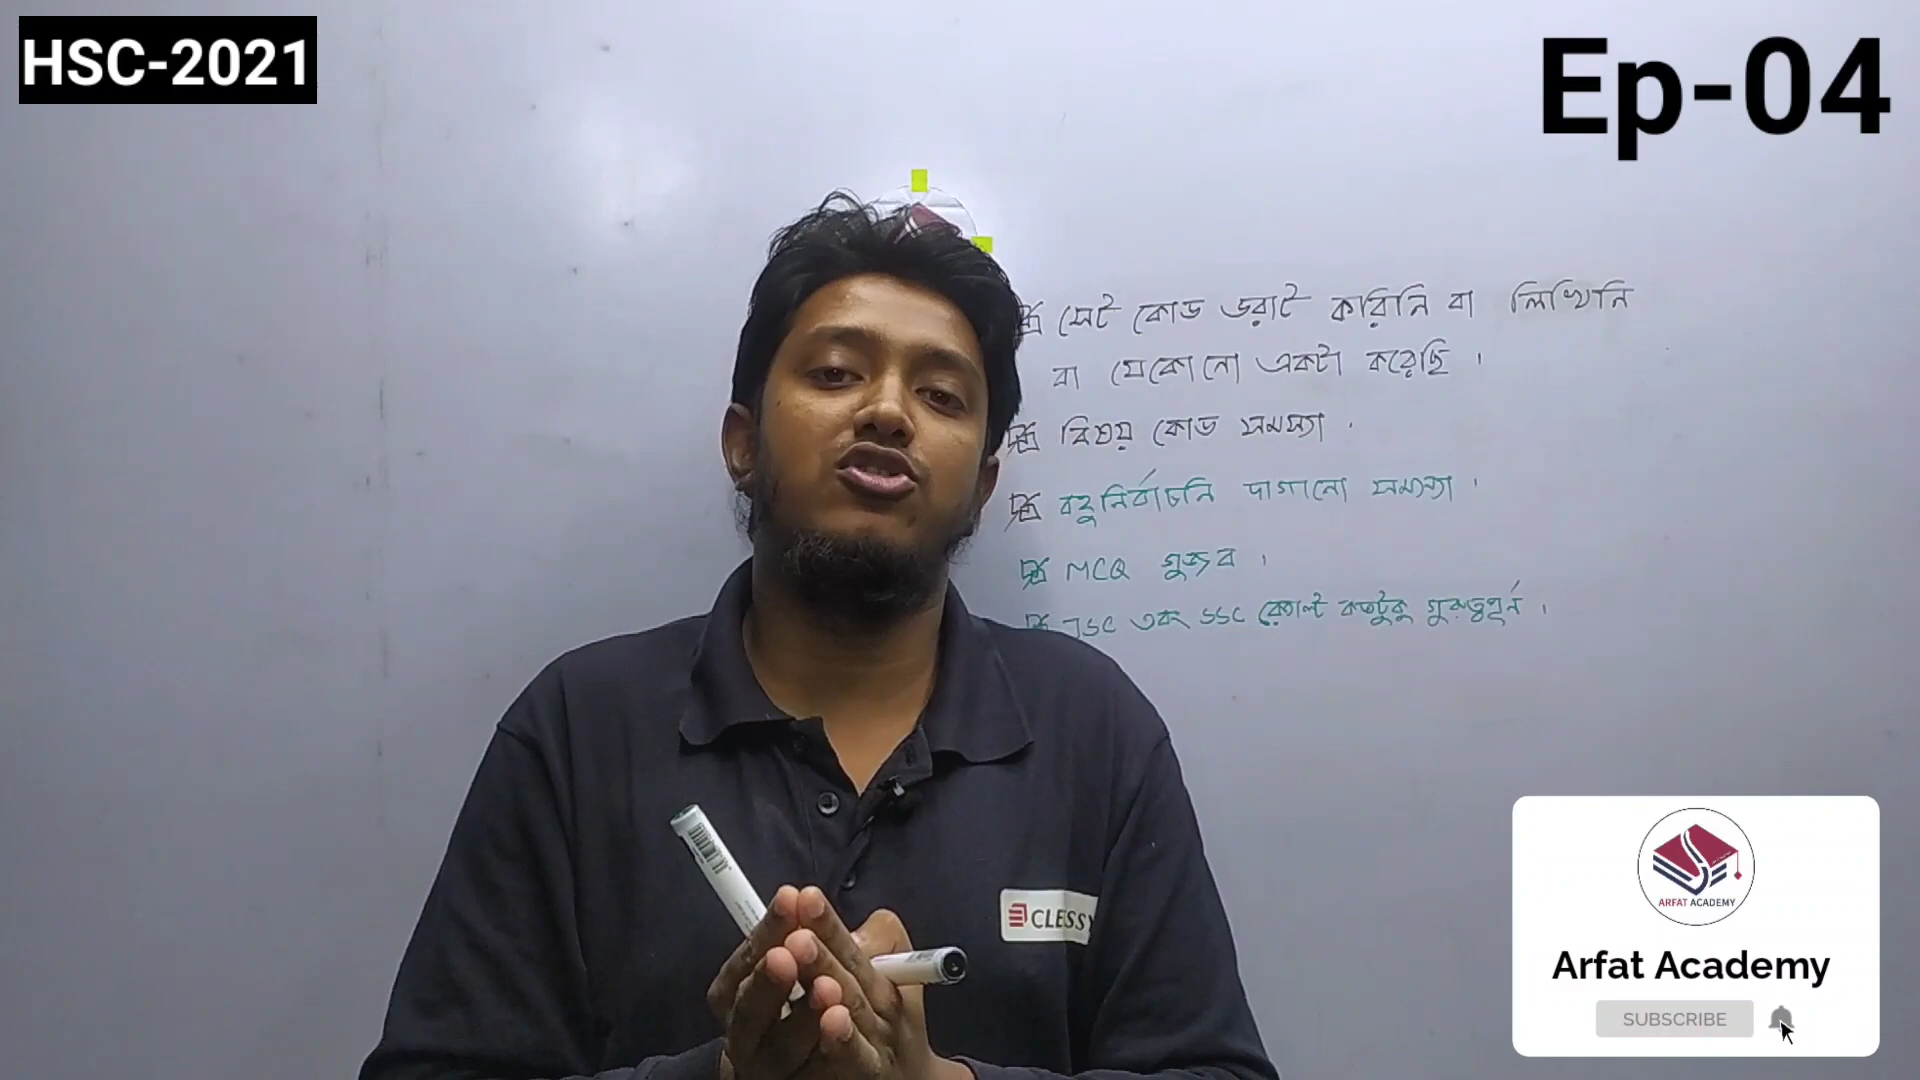 HSC-2021
Ep-04
সেট কোড ভরাট করিনি বা লিখিনি
বা যেকোনো একটা করেছি ।
বিষয় কোড সমস্যা .
বহুনির্বাচনি দাগানো সমস্যা .
MCQ গুজব ।
JSC এবং SSC রেজাল্ট কতটুকু গুরুত্বপূর্ন ।
CLESSY
ARFAT ACADEMY
Arfat Academy
SUBSCRIBE